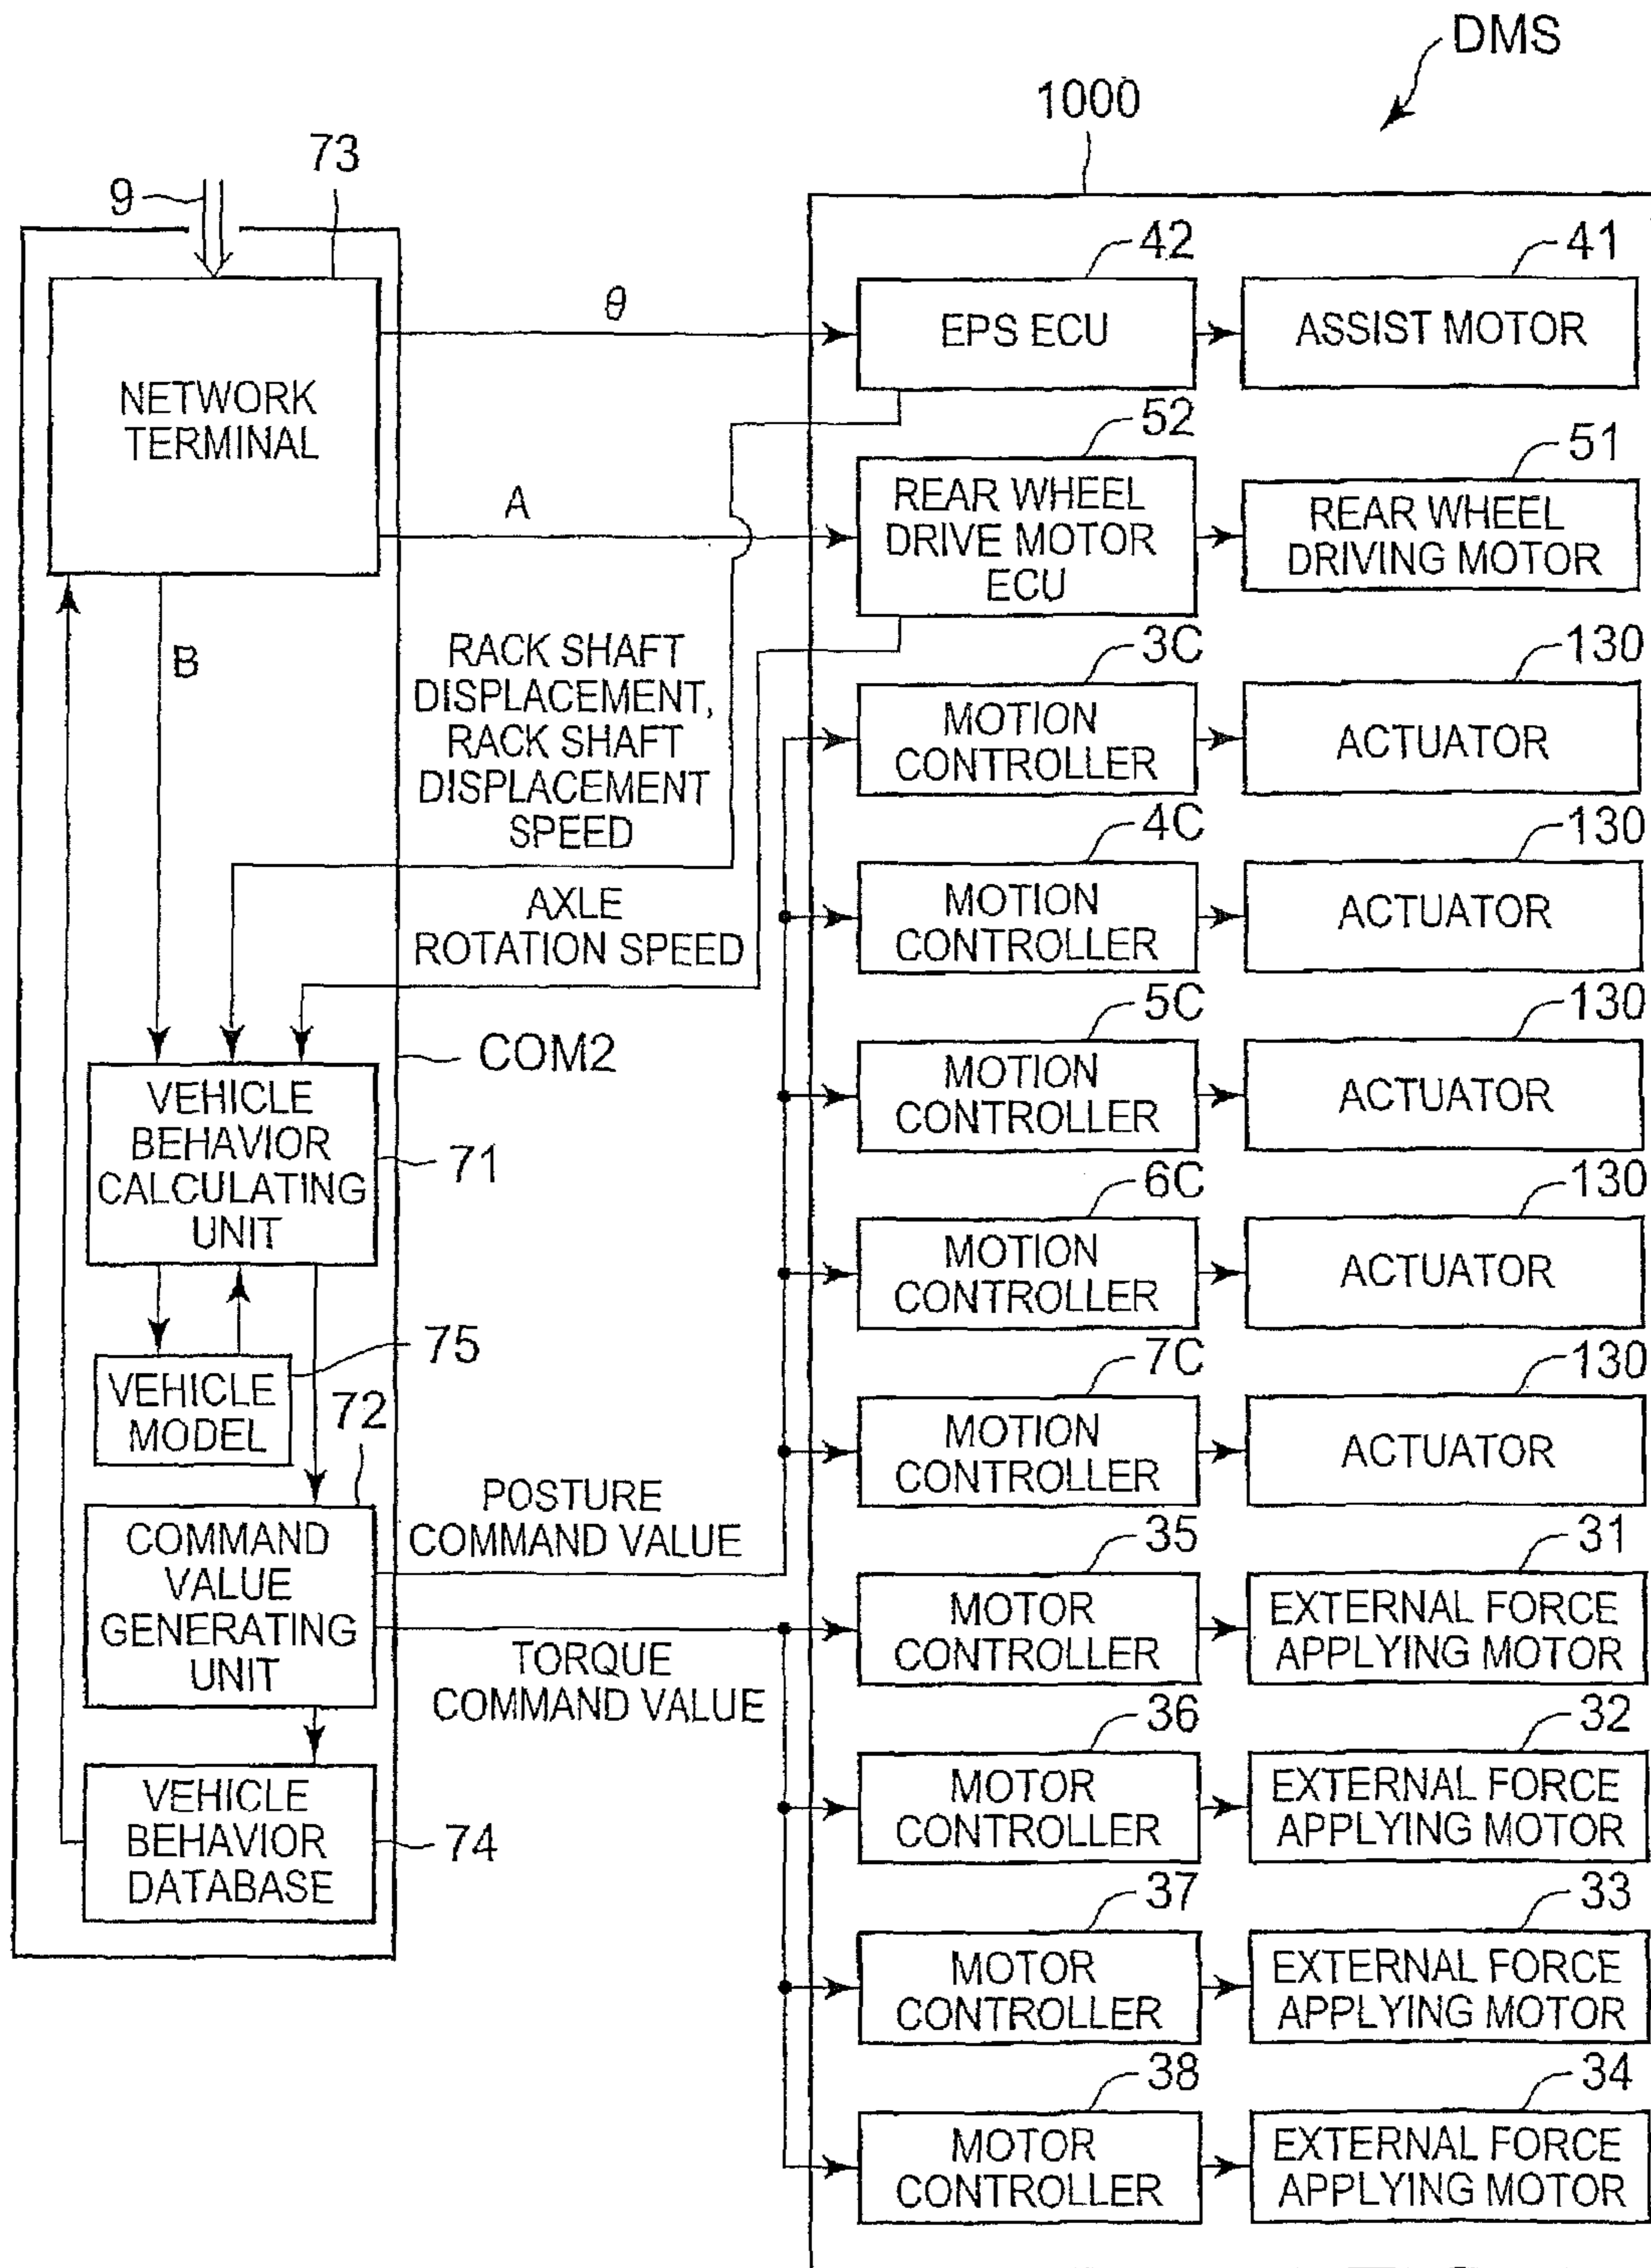 DMS
1000
73
9
42
41
θ
EPS ECU
ASSIST MOTOR
NETWORK
TERMINAL
52
51
A
REAR WHEEL
DRIVE MOTOR
ECU
REAR WHEEL
DRIVING MOTOR
B
RACK SHAFT
DISPLACEMENT,
RACK SHAFT
DISPLACEMENT
SPEED
3C
130
MOTION
CONTROLLER
ACTUATOR
4C
130
MOTION
CONTROLLER
ACTUATOR
AXLE
ROTATION SPEED
5C
130
COM2
MOTION
CONTROLLER
ACTUATOR
VEHICLE
BEHAVIOR
CALCULATING
UNIT
71
6C
130
MOTION
CONTROLLER
ACTUATOR
75
VEHICLE
MODEL
72
7C
130
MOTION
CONTROLLER
ACTUATOR
POSTURE
COMMAND VALUE
COMMAND
VALUE
GENERATING
UNIT
35
31
MOTOR
CONTROLLER
EXTERNAL FORCE
APPLYING MOTOR
TORQUE
COMMAND VALUE
36
32
MOTOR
CONTROLLER
EXTERNAL FORCE
APPLYING MOTOR
VEHICLE
BEHAVIOR
DATABASE
74
37
33
MOTOR
CONTROLLER
EXTERNAL FORCE
APPLYING MOTOR
38
34
MOTOR
CONTROLLER
EXTERNAL FORCE
APPLYING MOTOR